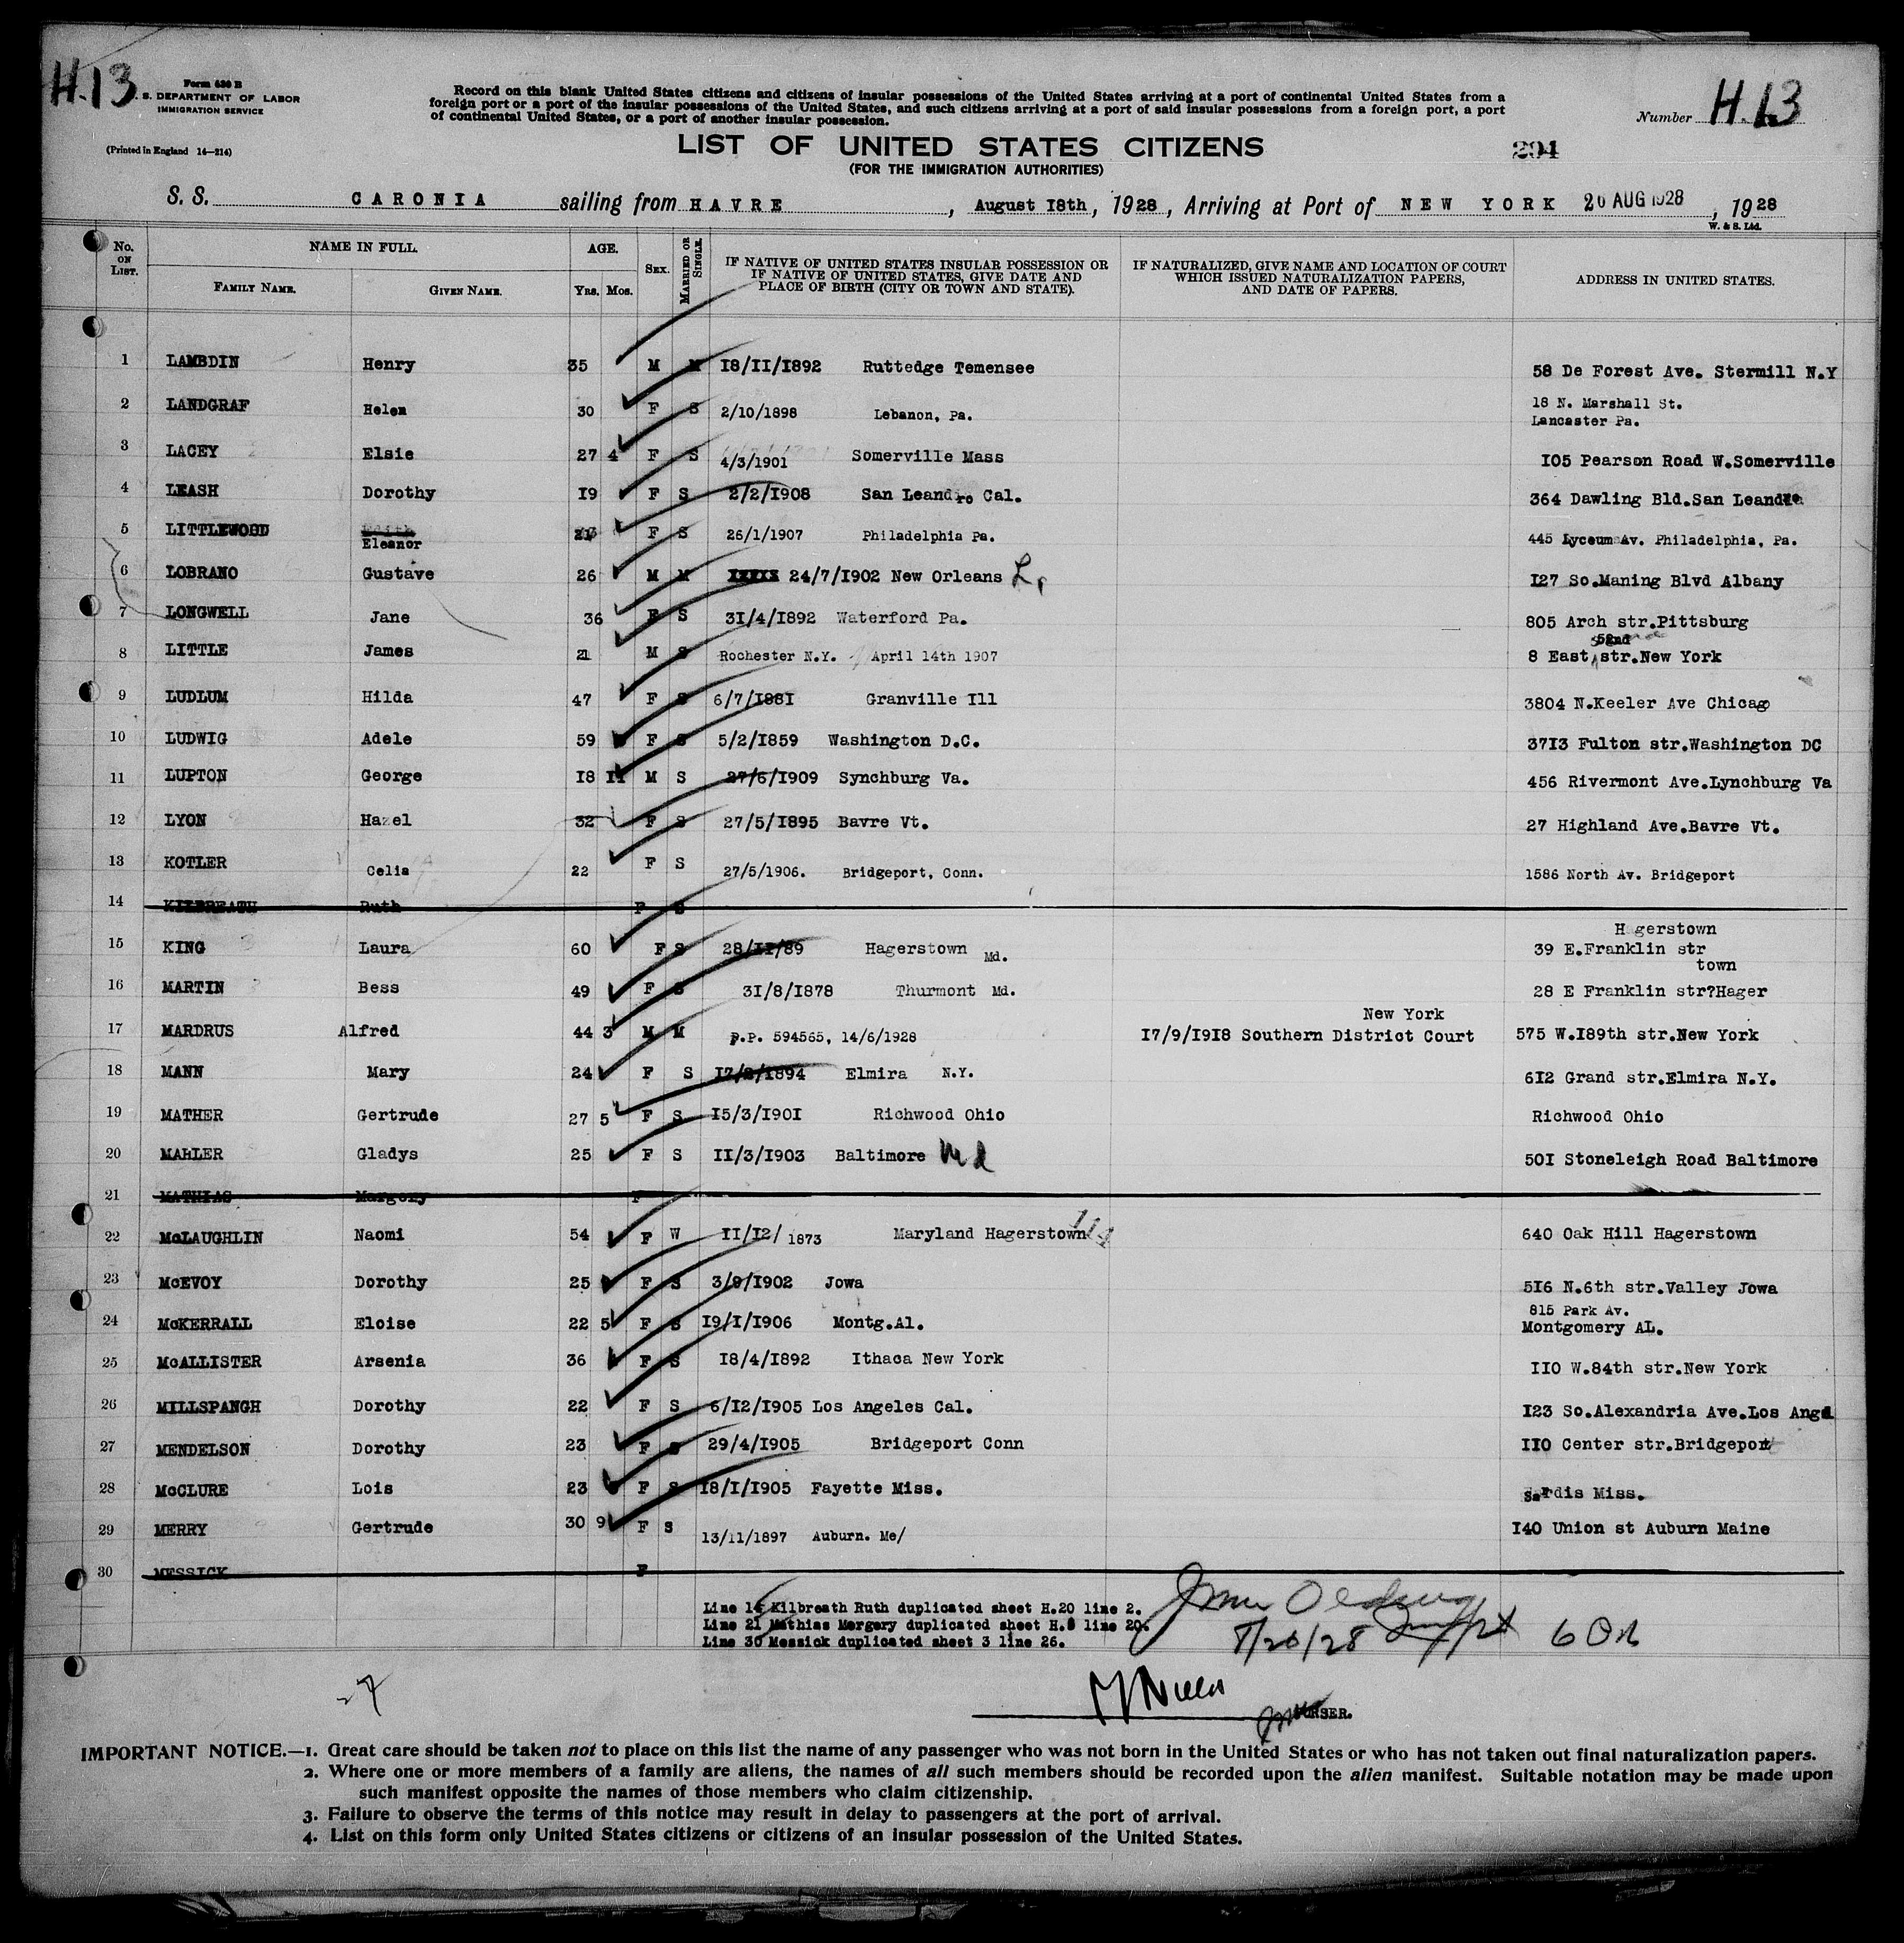 H.13
Form 630 B
U. S. DEPARTMENT OF LABOR
IMMIGRATION SERVICE
(Printed in England 14—214)
Record on this blank United States citizens and citizens of insular possessions of the United States arriving at a port of continental United States from a
foreign port or a port of the insular possessions of the United States, and such citizens arriving at a port of said insular possessions from a foreign port, a port
of continental United States, or a port of another insular possession.
Number H.13
LIST OF UNITED STATES CITIZENS
(FOR THE IMMIGRATION AUTHORITIES)
294
S. S. CARONIA sailing from HAVRE, August 18th, 1928, Arriving at Port of NEW YORK 26 AUG 1928, 1928
W. & S. Ltd.
No. ON LIST. NAME IN FULL. FAMILY NAME. GIVEN NAME. AGE. YRS. MOS. SEX. MARRIED OR SINGLE. IF NATIVE OF UNITED STATES INSULAR POSSESSION OR IF NATIVE OF UNITED STATES, GIVE DATE AND PLACE OF BIRTH (CITY OR TOWN AND STATE). IF NATURALIZED, GIVE NAME AND LOCATION OF COURT WHICH ISSUED NATURALIZATION PAPERS, AND DATE OF PAPERS. ADDRESS IN UNITED STATES.
1 LAMBDIN Henry 35 M M 18/11/1892 Ruttedge Temensee 58 De Forest Ave. Stermill N.Y
2 LANDGRAF Helen 30 F S 2/10/1898 Lebanon, Pa. 18 N. Marshall St. Lancaster Pa.
3 LACEY Elsie 27 4 F S 4/3/1901 Somerville Mass 105 Pearson Road W.Somerville
4 LEASH Dorothy 19 F S 2/2/1908 San Leandro Cal. 364 Dawling Bld.San Leandro
5 LITTLEWOOD Eleanor 21 F S 26/1/1907 Philadelphia Pa. 445 Lyceum Av. Philadelphia, Pa.
6 LOBRANO Gustave 26 M M XXXXX 24/7/1902 New Orleans La 127 So.Maning Blvd Albany
7 LONGWELL Jane 36 F S 31/4/1892 Waterford Pa. 805 Arch str.Pittsburg
8 LITTLE James 21 M S Rochester N.Y. April 14th 1907 8 East 52nd str.New York
9 LUDLUM Hilda 47 F S 6/7/1881 Granville Ill 3804 N.Keeler Ave Chicago
10 LUDWIG Adele 59 F S 5/2/1859 Washington D.C. 3713 Fulton str.Washington DC
11 LUPTON George 18 11 M S 27/6/1909 Synchburg Va. 456 Rivermont Ave.Lynchburg Va
12 LYON Hazel 32 F S 27/5/1895 Bavre Vt. 27 Highland Ave.Bavre Vt.
13 KOTLER Celia 22 F S 27/5/1906. Bridgeport, Conn. 1586 North Av. Bridgeport
14 KILBREATH Ruth F S
15 KING Laura 60 F S 28/11/89 Hagerstown Md. 39 E.Franklin str Hagerstown
16 MARTIN Bess 49 F S 31/8/1878 Thurmont Md. 28 E Franklin str?Hager town
17 MARDRUS Alfred 44 3 M M P.P. 594565, 14/6/1928 17/9/1918 Southern District Court New York 575 W.189th str.New York
18 MANN Mary 24 F S 17/2/1894 Elmira N.Y. 612 Grand str.Elmira N.Y.
19 MATHER Gertrude 27 5 F S 15/3/1901 Richwood Ohio Richwood Ohio
20 MAHLER Gladys 25 F S 11/3/1903 Baltimore Md 501 Stoneleigh Road Baltimore
21 MATHIAS Margery F
22 McLAUGHLIN Naomi 54 F W 11/12/1873 Maryland Hagerstown 114 640 Oak Hill Hagerstown
23 McEVOY Dorothy 25 F S 3/9/1902 Jowa 516 N.6th str.Valley Jowa
24 McKERRALL Eloise 22 5 F S 19/1/1906 Montg.Al. 815 Park Av. Montgomery AL.
25 McALLISTER Arsenia 36 F S 18/4/1892 Ithaca New York 110 W.84th str.New York
26 MILLSPANGH Dorothy 22 F S 6/12/1905 Los Angeles Cal. 123 So.Alexandria Ave.Los Angel
27 MENDELSON Dorothy 23 F S 29/4/1905 Bridgeport Conn 110 Center str.Bridgeport
28 McCLURE Lois 23 F S 18/1/1905 Fayette Miss. Sardis Miss.
29 MERRY Gertrude 30 9 F S 13/11/1897 Auburn. Me/ 140 Union st Auburn Maine
30 MESSICK F
Line 14 Kilbreath Ruth duplicated sheet H.20 line 2.
Line 21 Mathias Mergery duplicated sheet H.8 line 20.
Line 30 Messick duplicated sheet 3 line 26.
8/26/28
27
PURSER.
IMPORTANT NOTICE.—1. Great care should be taken not to place on this list the name of any passenger who was not born in the United States or who has not taken out final naturalization papers.
2. Where one or more members of a family are aliens, the names of all such members should be recorded upon the alien manifest. Suitable notation may be made upon
such manifest opposite the names of those members who claim citizenship.
3. Failure to observe the terms of this notice may result in delay to passengers at the port of arrival.
4. List on this form only United States citizens or citizens of an insular possession of the United States.